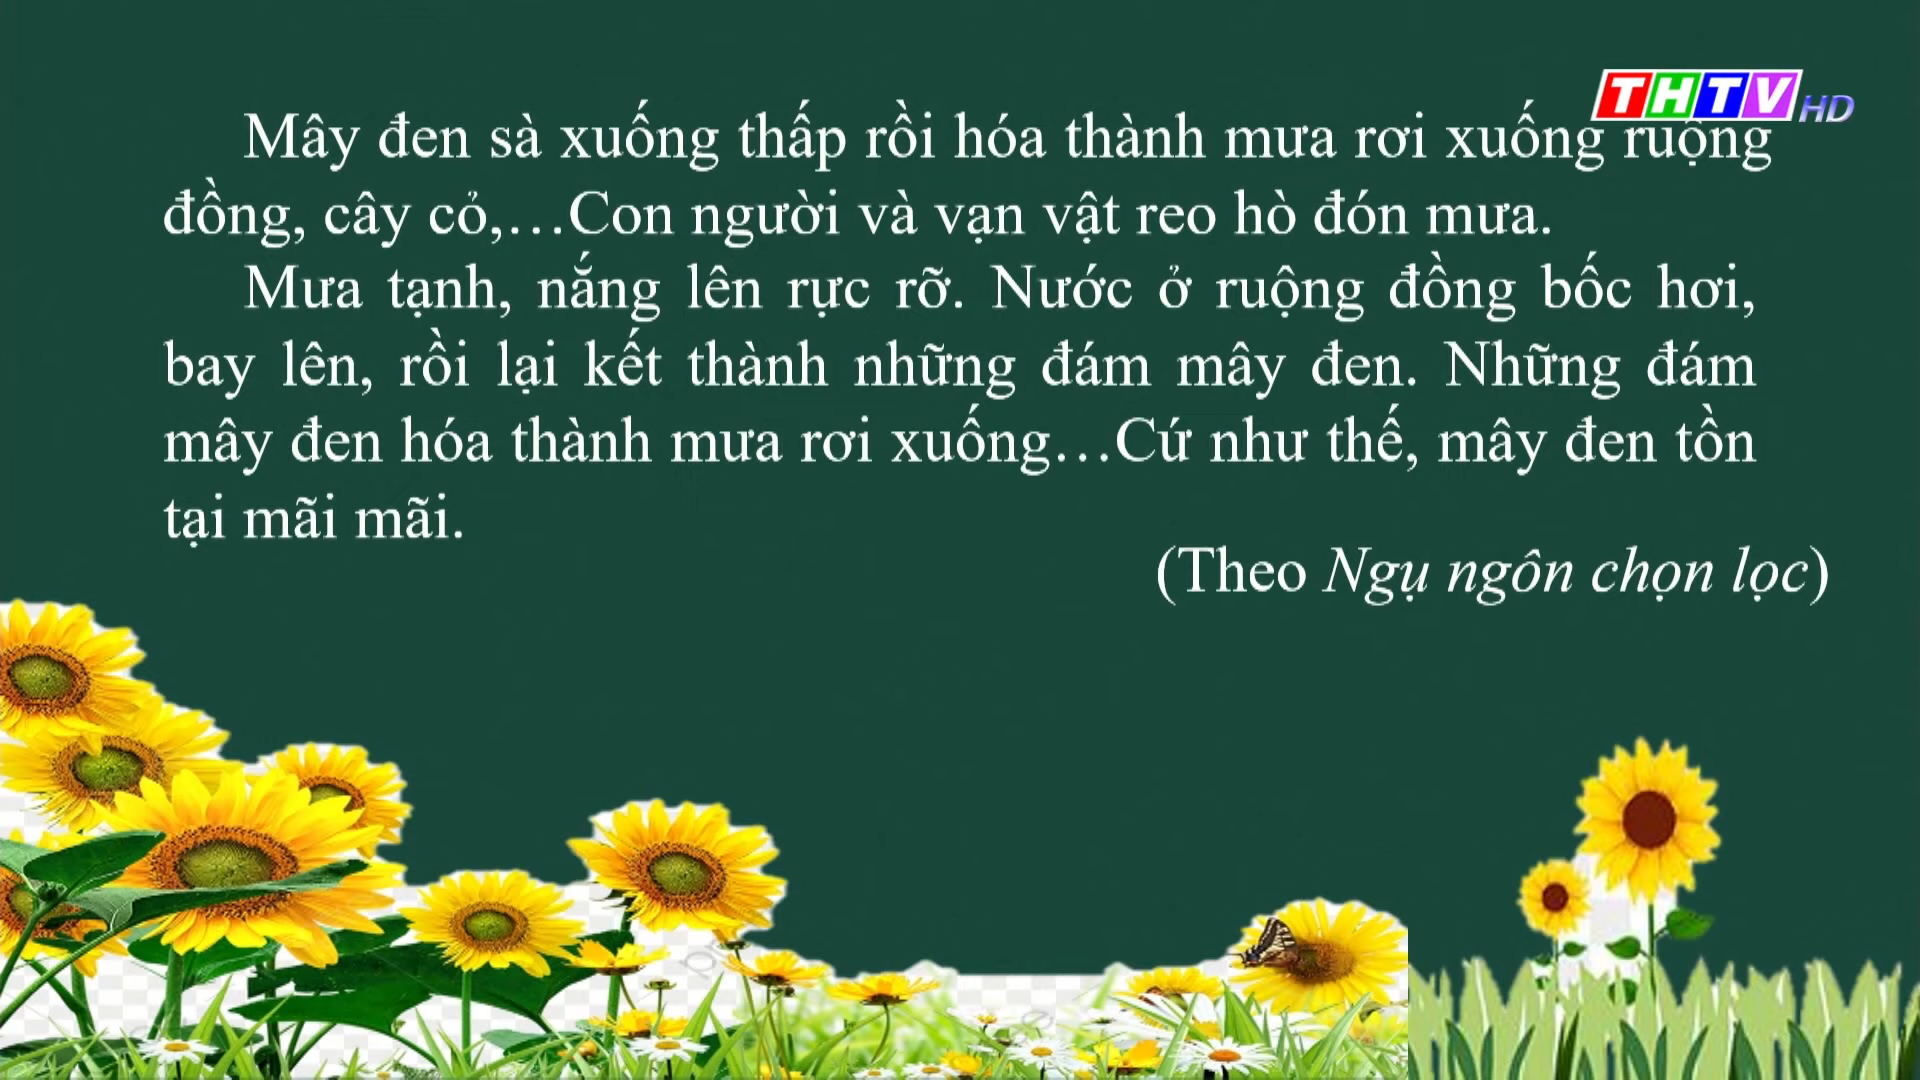 THTV HD
Mây đen sà xuống thấp rồi hóa thành mưa rơi xuống ruộng
đồng, cây cỏ,…Con người và vạn vật reo hò đón mưa.
Mưa tạnh, nắng lên rực rỡ. Nước ở ruộng đồng bốc hơi,
bay lên, rồi lại kết thành những đám mây đen. Những đám
mây đen hóa thành mưa rơi xuống…Cứ như thế, mây đen tồn
tại mãi mãi.
(Theo Ngụ ngôn chọn lọc)